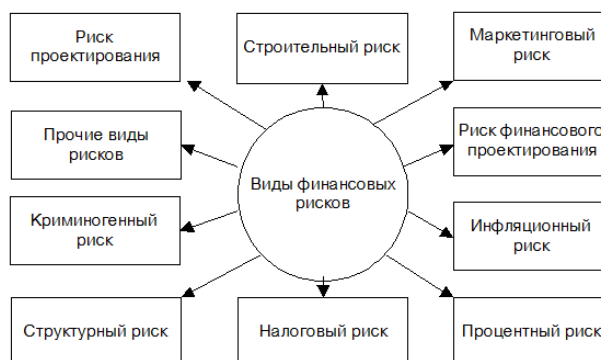 Риск
проектирования
Строительный риск
Маркетинговый
риск
Прочие виды
рисков
Риск финансового
проектирования
Виды финансовых
рисков
Криминогенный
риск
Инфляционный
риск
Структурный риск
Налоговый риск
Процентный риск